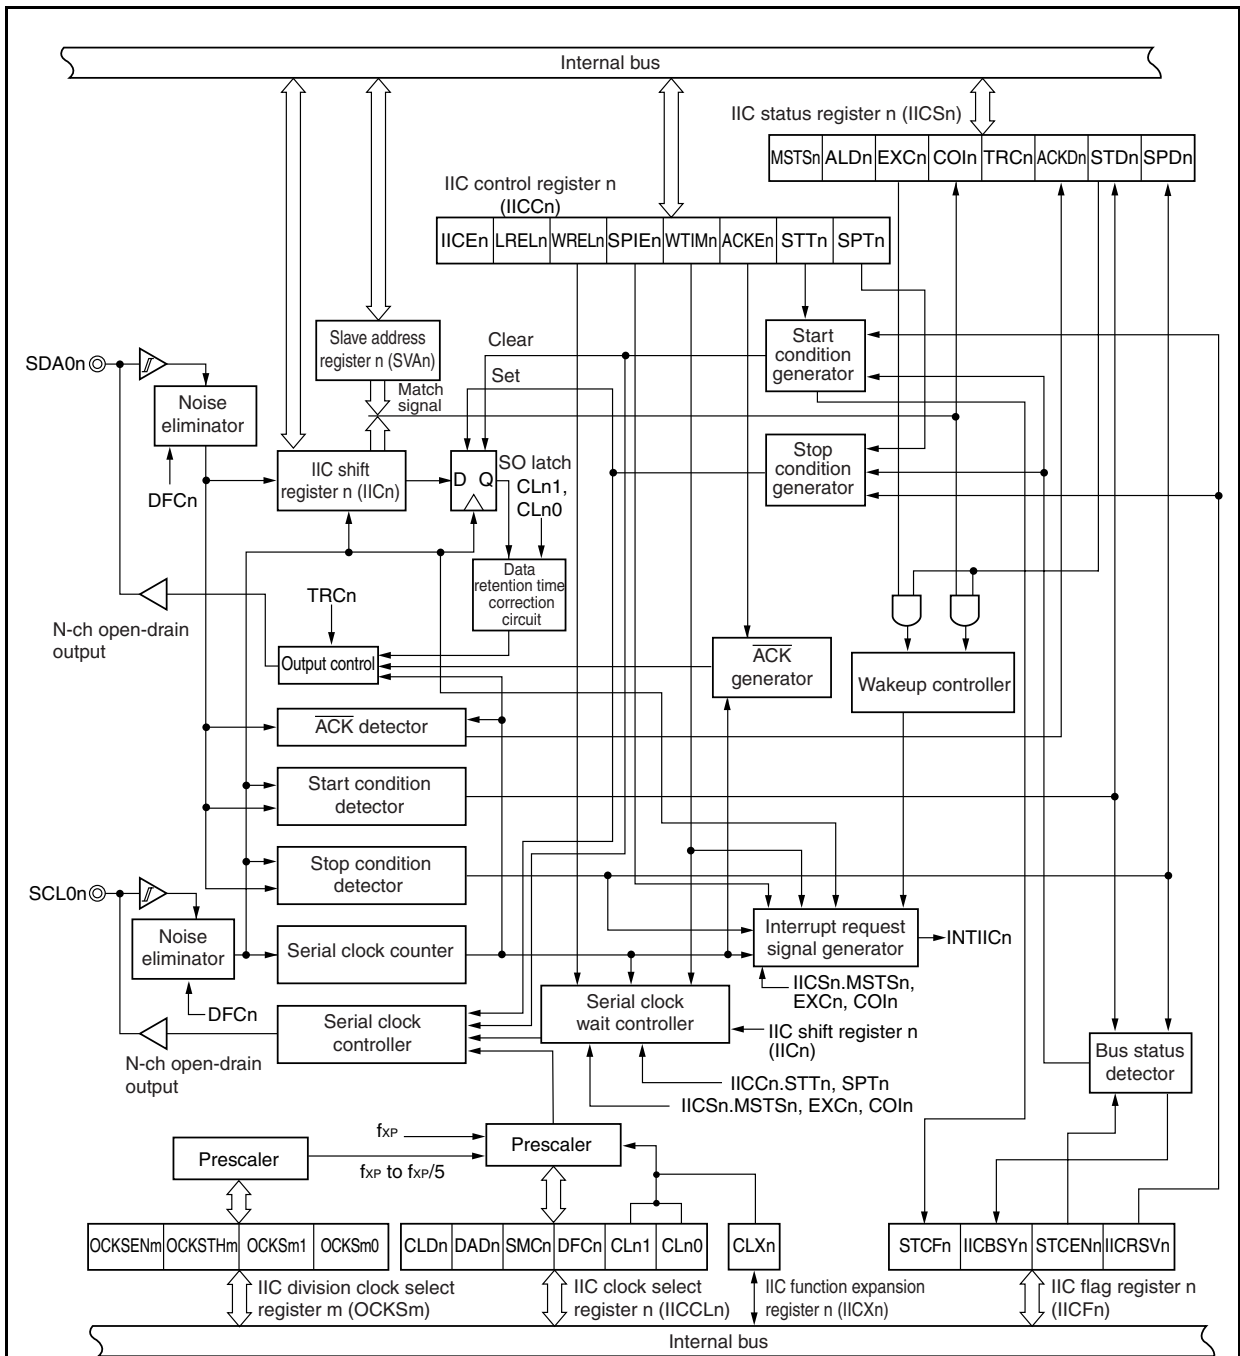 Internal bus
IIC status register n (IICSn)
MSTSn ALDn EXCn COIn TRCn ACKDn STDn SPDn
IIC control register n
(IICCn)
IICEn LRELn WRELn SPIEn WTIMn ACKEn STTn SPTn
Slave address
register n (SVAn)
Clear
Start
condition
generator
SDA0n
Set
Match
signal
Noise
eliminator
Stop
condition
generator
IIC shift
register n (IICn)
D Q
SO latch
CLn1,
CLn0
DFCn
Data
retention time
correction
circuit
TRCn
N-ch open-drain
output
Output control
ACK
generator
Wakeup controller
ACK detector
Start condition
detector
Stop condition
detector
SCL0n
Noise
eliminator
Serial clock counter
Interrupt request
signal generator
INTIICn
IICSn.MSTSn,
EXCn, COIn
DFCn
Serial clock
controller
Serial clock
wait controller
IIC shift register n
(IICn)
N-ch open-drain
output
Bus status
detector
IICCn.STTn, SPTn
IICSn.MSTSn, EXCn, COIn
fXP
Prescaler
Prescaler
fXP to fXP/5
OCKSENm OCKSTHm OCKSm1 OCKSm0
CLDn DADn SMCn DFCn CLn1 CLn0
CLXn
STCFn IICBSYn STCENn IICRSVn
IIC division clock select
register m (OCKSm)
IIC clock select
register n (IICCLn)
IIC function expansion
register n (IICXn)
IIC flag register n
(IICFn)
Internal bus